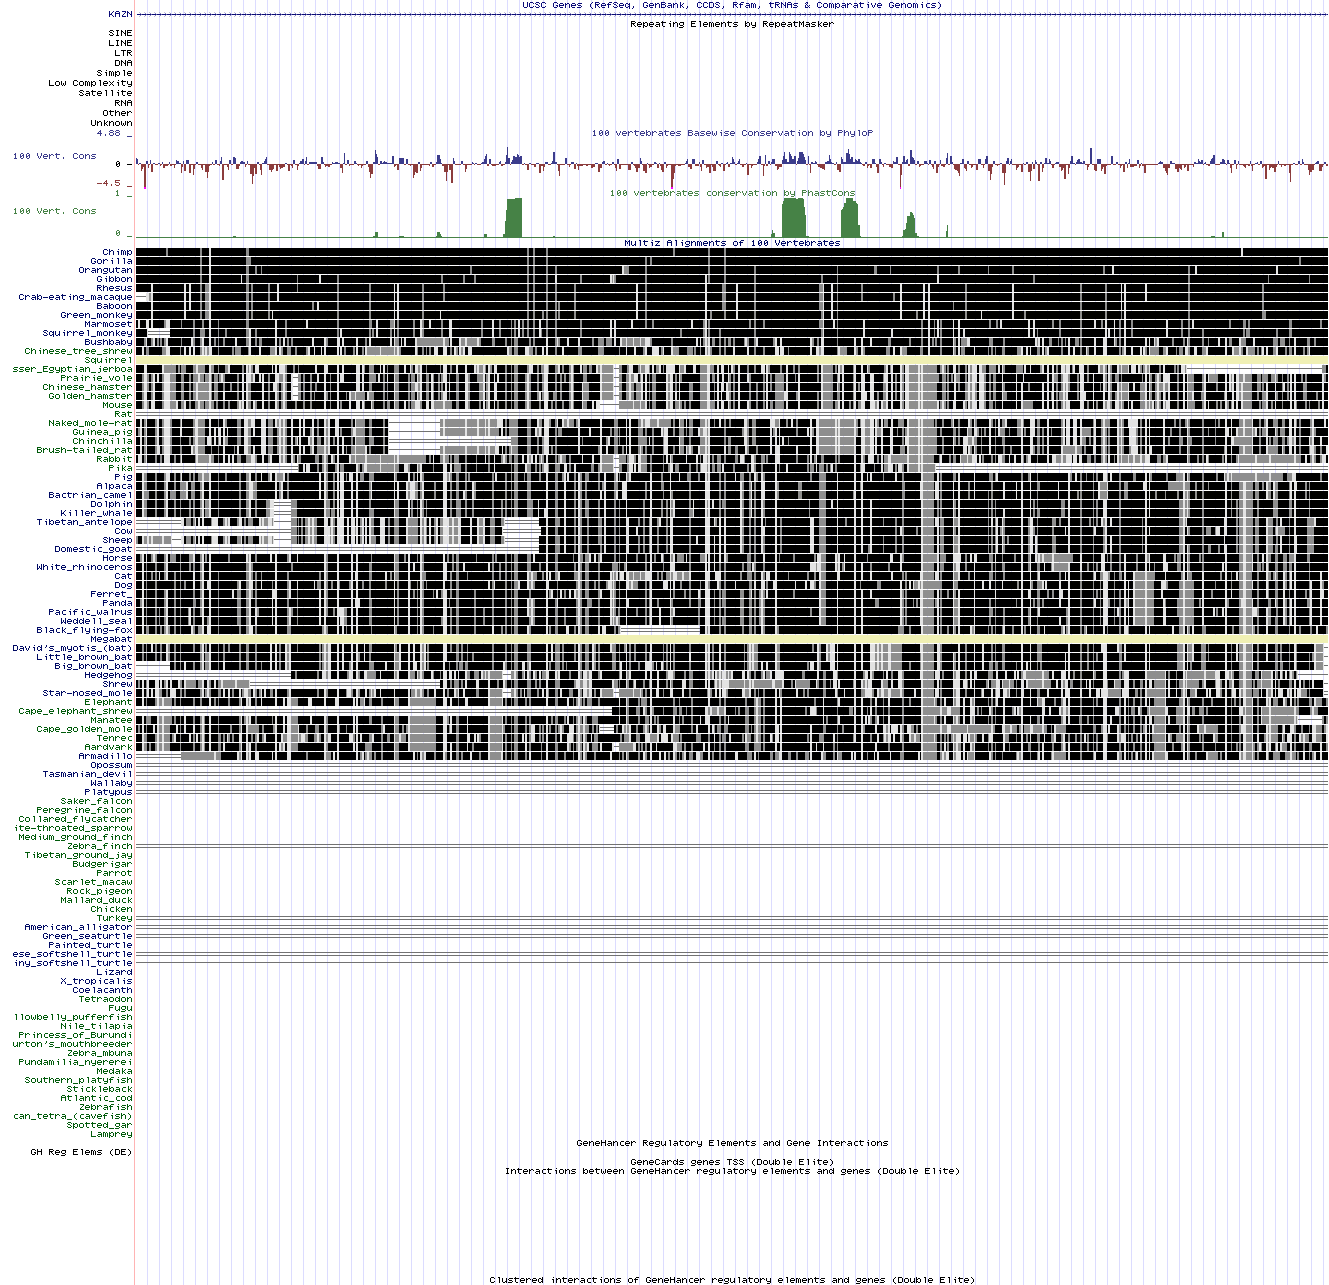 UCSC Genes (RefSeq, GenBank, CCDS, Rfam, tRNAs & Comparative Genomics)
KAZN
Repeating Elements by RepeatMasker
SINE
LINE
LTR
DNA
Simple
Low Complexity
Satellite
RNA
Other
Unknown
4.88 _
100 vertebrates Basewise Conservation by PhyloP
100 Vert. Cons
0 _
-4.5 _
1 _
100 vertebrates conservation by PhastCons
100 Vert. Cons
0 _
Multiz Alignments of 100 Vertebrates
Chimp
Gorilla
Orangutan
Gibbon
Rhesus
Crab-eating_macaque
Baboon
Green_monkey
Marmoset
Squirrel_monkey
Bushbaby
Chinese_tree_shrew
Squirrel
sser_Egyptian_jerboa
Prairie_vole
Chinese_hamster
Golden_hamster
Mouse
Rat
Naked_mole-rat
Guinea_pig
Chinchilla
Brush-tailed_rat
Rabbit
Pika
Pig
Alpaca
Bactrian_camel
Dolphin
Killer_whale
Tibetan_antelope
Cow
Sheep
Domestic_goat
Horse
White_rhinoceros
Cat
Dog
Ferret_
Panda
Pacific_walrus
Weddell_seal
Black_flying-fox
Megabat
David's_myotis_(bat)
Little_brown_bat
Big_brown_bat
Hedgehog
Shrew
Star-nosed_mole
Elephant
Cape_elephant_shrew
Manatee
Cape_golden_mole
Tenrec
Aardvark
Armadillo
Opossum
Tasmanian_devil
Wallaby
Platypus
Saker_falcon
Peregrine_falcon
Collared_flycatcher
ite-throated_sparrow
Medium_ground_finch
Zebra_finch
Tibetan_ground_jay
Budgerigar
Parrot
Scarlet_macaw
Rock_pigeon
Mallard_duck
Chicken
Turkey
American_alligator
Green_seaturtle
Painted_turtle
ese_softshell_turtle
iny_softshell_turtle
Lizard
X_tropicalis
Coelacanth
Tetraodon
Fugu
llowbelly_pufferfish
Nile_tilapia
Princess_of_Burundi
urton's_mouthbreeder
Zebra_mbuna
Pundamilia_nyererei
Medaka
Southern_platyfish
Stickleback
Atlantic_cod
Zebrafish
can_tetra_(cavefish)
Spotted_gar
Lamprey
GeneHancer Regulatory Elements and Gene Interactions
GH Reg Elems (DE)
GeneCards genes TSS (Double Elite)
Interactions between GeneHancer regulatory elements and genes (Double Elite)
Clustered interactions of GeneHancer regulatory elements and genes (Double Elite)